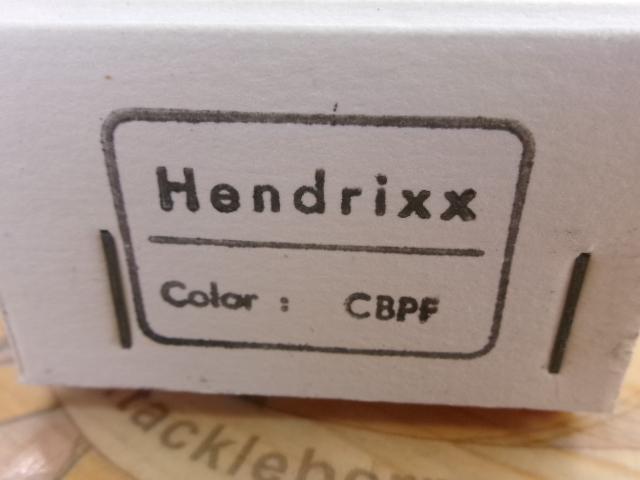 Hendrixx
Color : CBPF